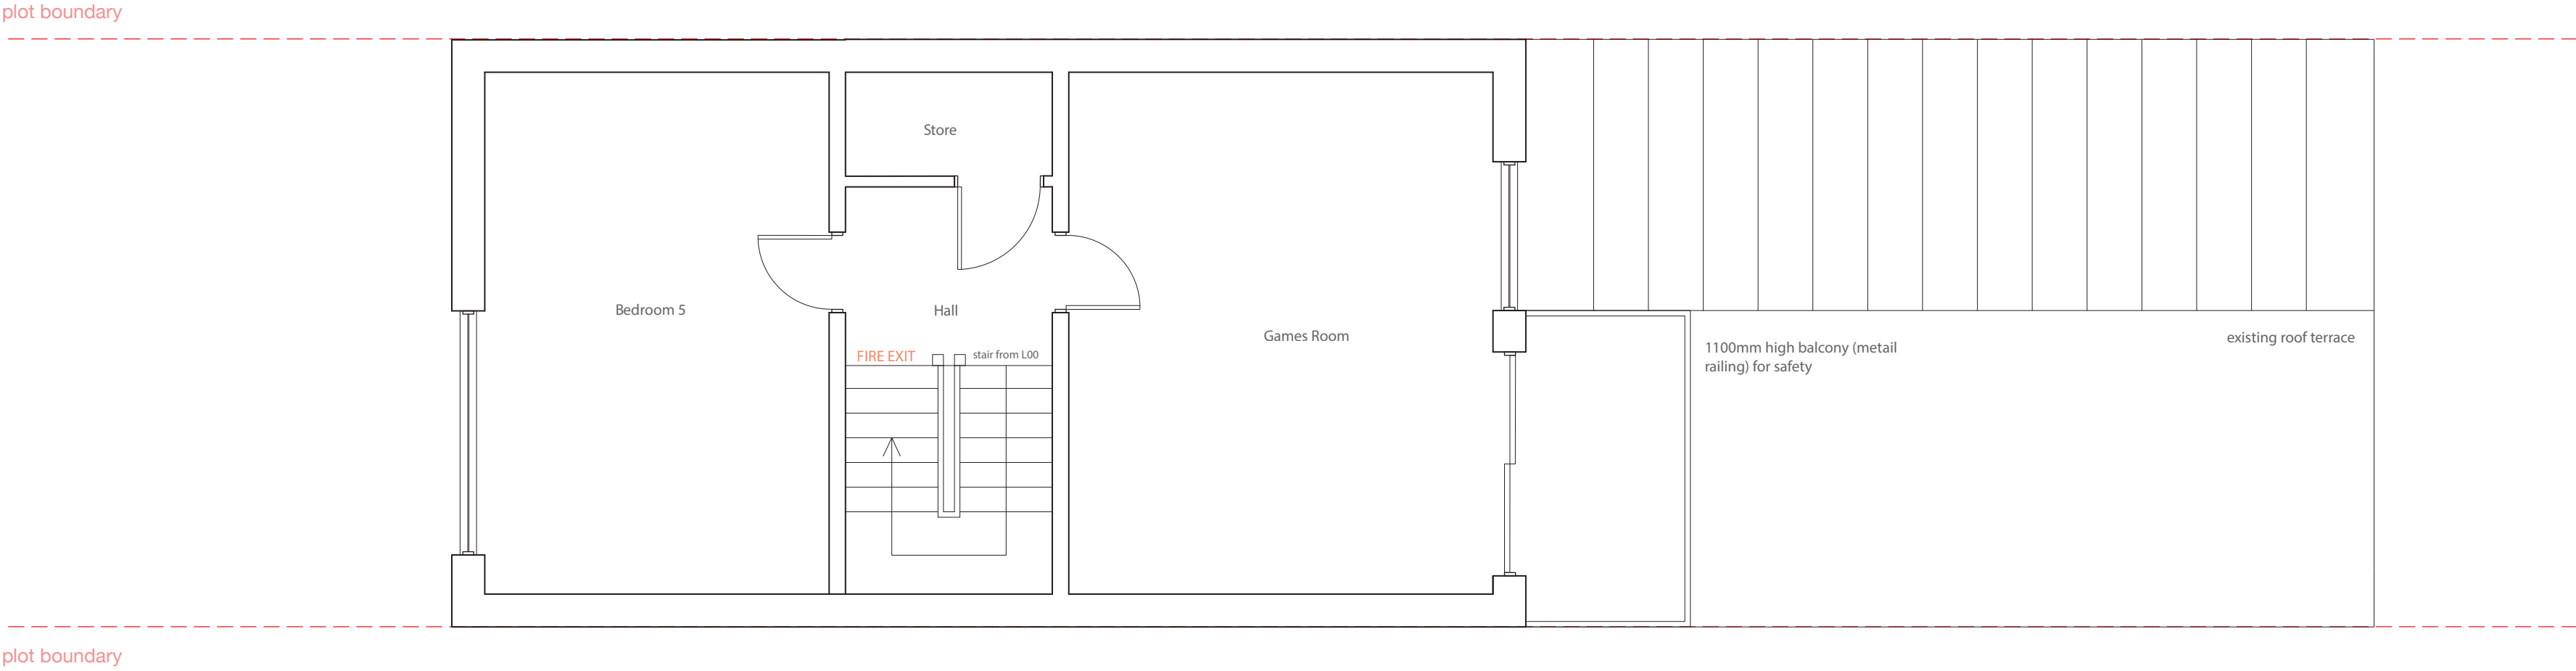 plot boundary
Store
Bedroom 5
Hall
Games Room
FIRE EXIT
stair from L00
1100mm high balcony (metail
railing) for safety
existing roof terrace
plot boundary